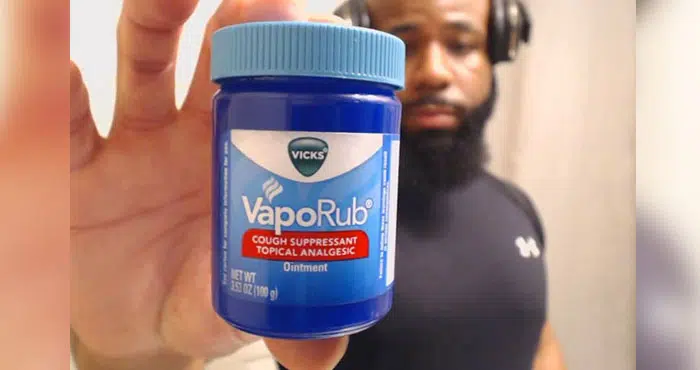 VICKS®
VapoRub®
COUGH SUPPRESSANT
TOPICAL ANALGESIC
Ointment
NET WT
3.53 OZ (100 g)